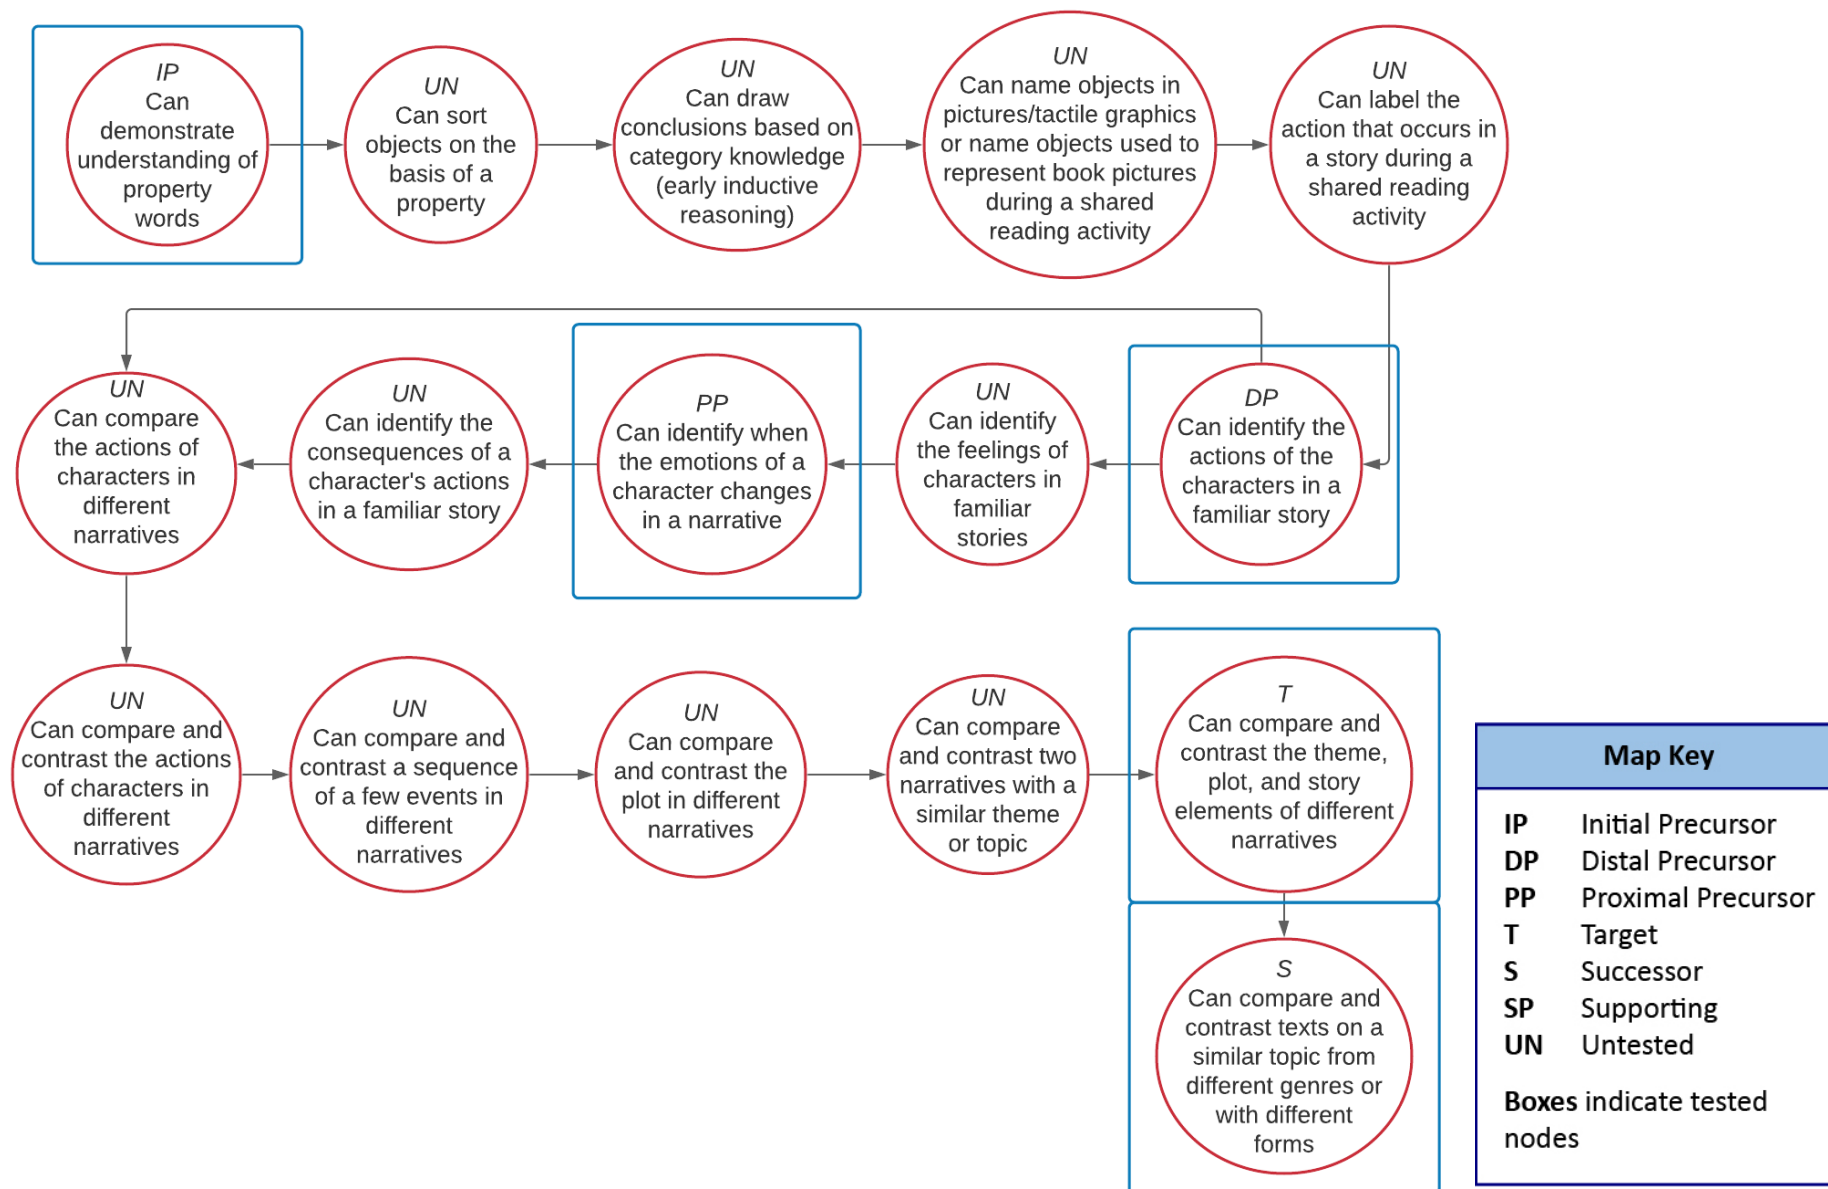 IP
Can
demonstrate
understanding of
property
words
UN
Can sort
objects on the
basis of a
property
UN
Can draw
conclusions based on
category knowledge
(early inductive
reasoning)
UN
Can name objects in
pictures/tactile graphics
or name objects used to
represent book pictures
during a shared
reading activity
UN
Can label the
action that occurs in
a story during a
shared reading
activity
UN
Can compare
the actions of
characters in
different
narratives
UN
Can identify the
consequences of a
character's actions
in a familiar story
PP
Can identify when
the emotions of a
character changes
in a narrative
UN
Can identify
the feelings of
characters in
familiar
stories
DP
Can identify the
actions of the
characters in a
familiar story
UN
Can compare and
contrast the actions
of characters in
different
narratives
UN
Can compare and
contrast a sequence
of a few events in
different
narratives
UN
Can compare
and contrast the
plot in different
narratives
UN
Can compare
and contrast two
narratives with a
similar theme
or topic
T
Can compare and
contrast the theme,
plot, and story
elements of different
narratives
S
Can compare and
contrast texts on a
similar topic from
different genres or
with different
forms
Map Key
IP Initial Precursor
DP Distal Precursor
PP Proximal Precursor
T Target
S Successor
SP Supporting
UN Untested
Boxes indicate tested
nodes